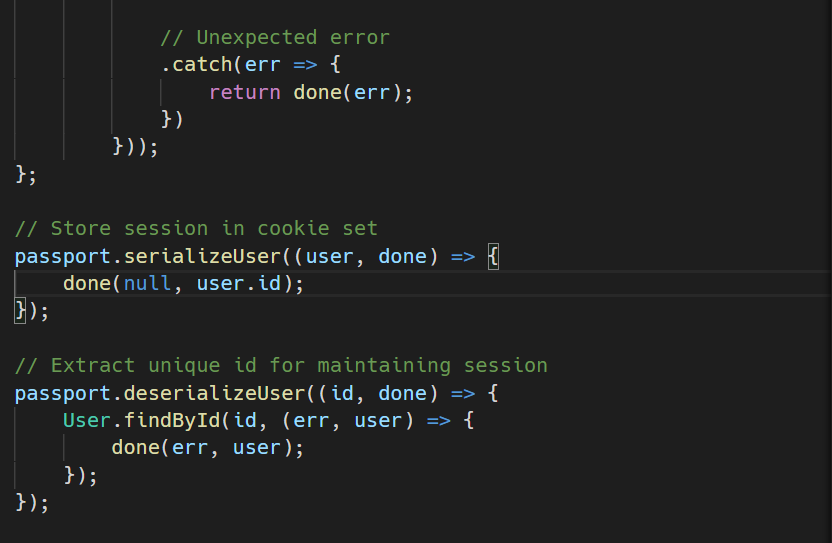 // Unexpected error
.catch(err => {
return done(err);
})
}));
};
// Store session in cookie set
passport.serializeUser((user, done) => {
done(null, user.id);
});
// Extract unique id for maintaining session
passport.deserializeUser((id, done) => {
User.findById(id, (err, user) => {
done(err, user);
});
});